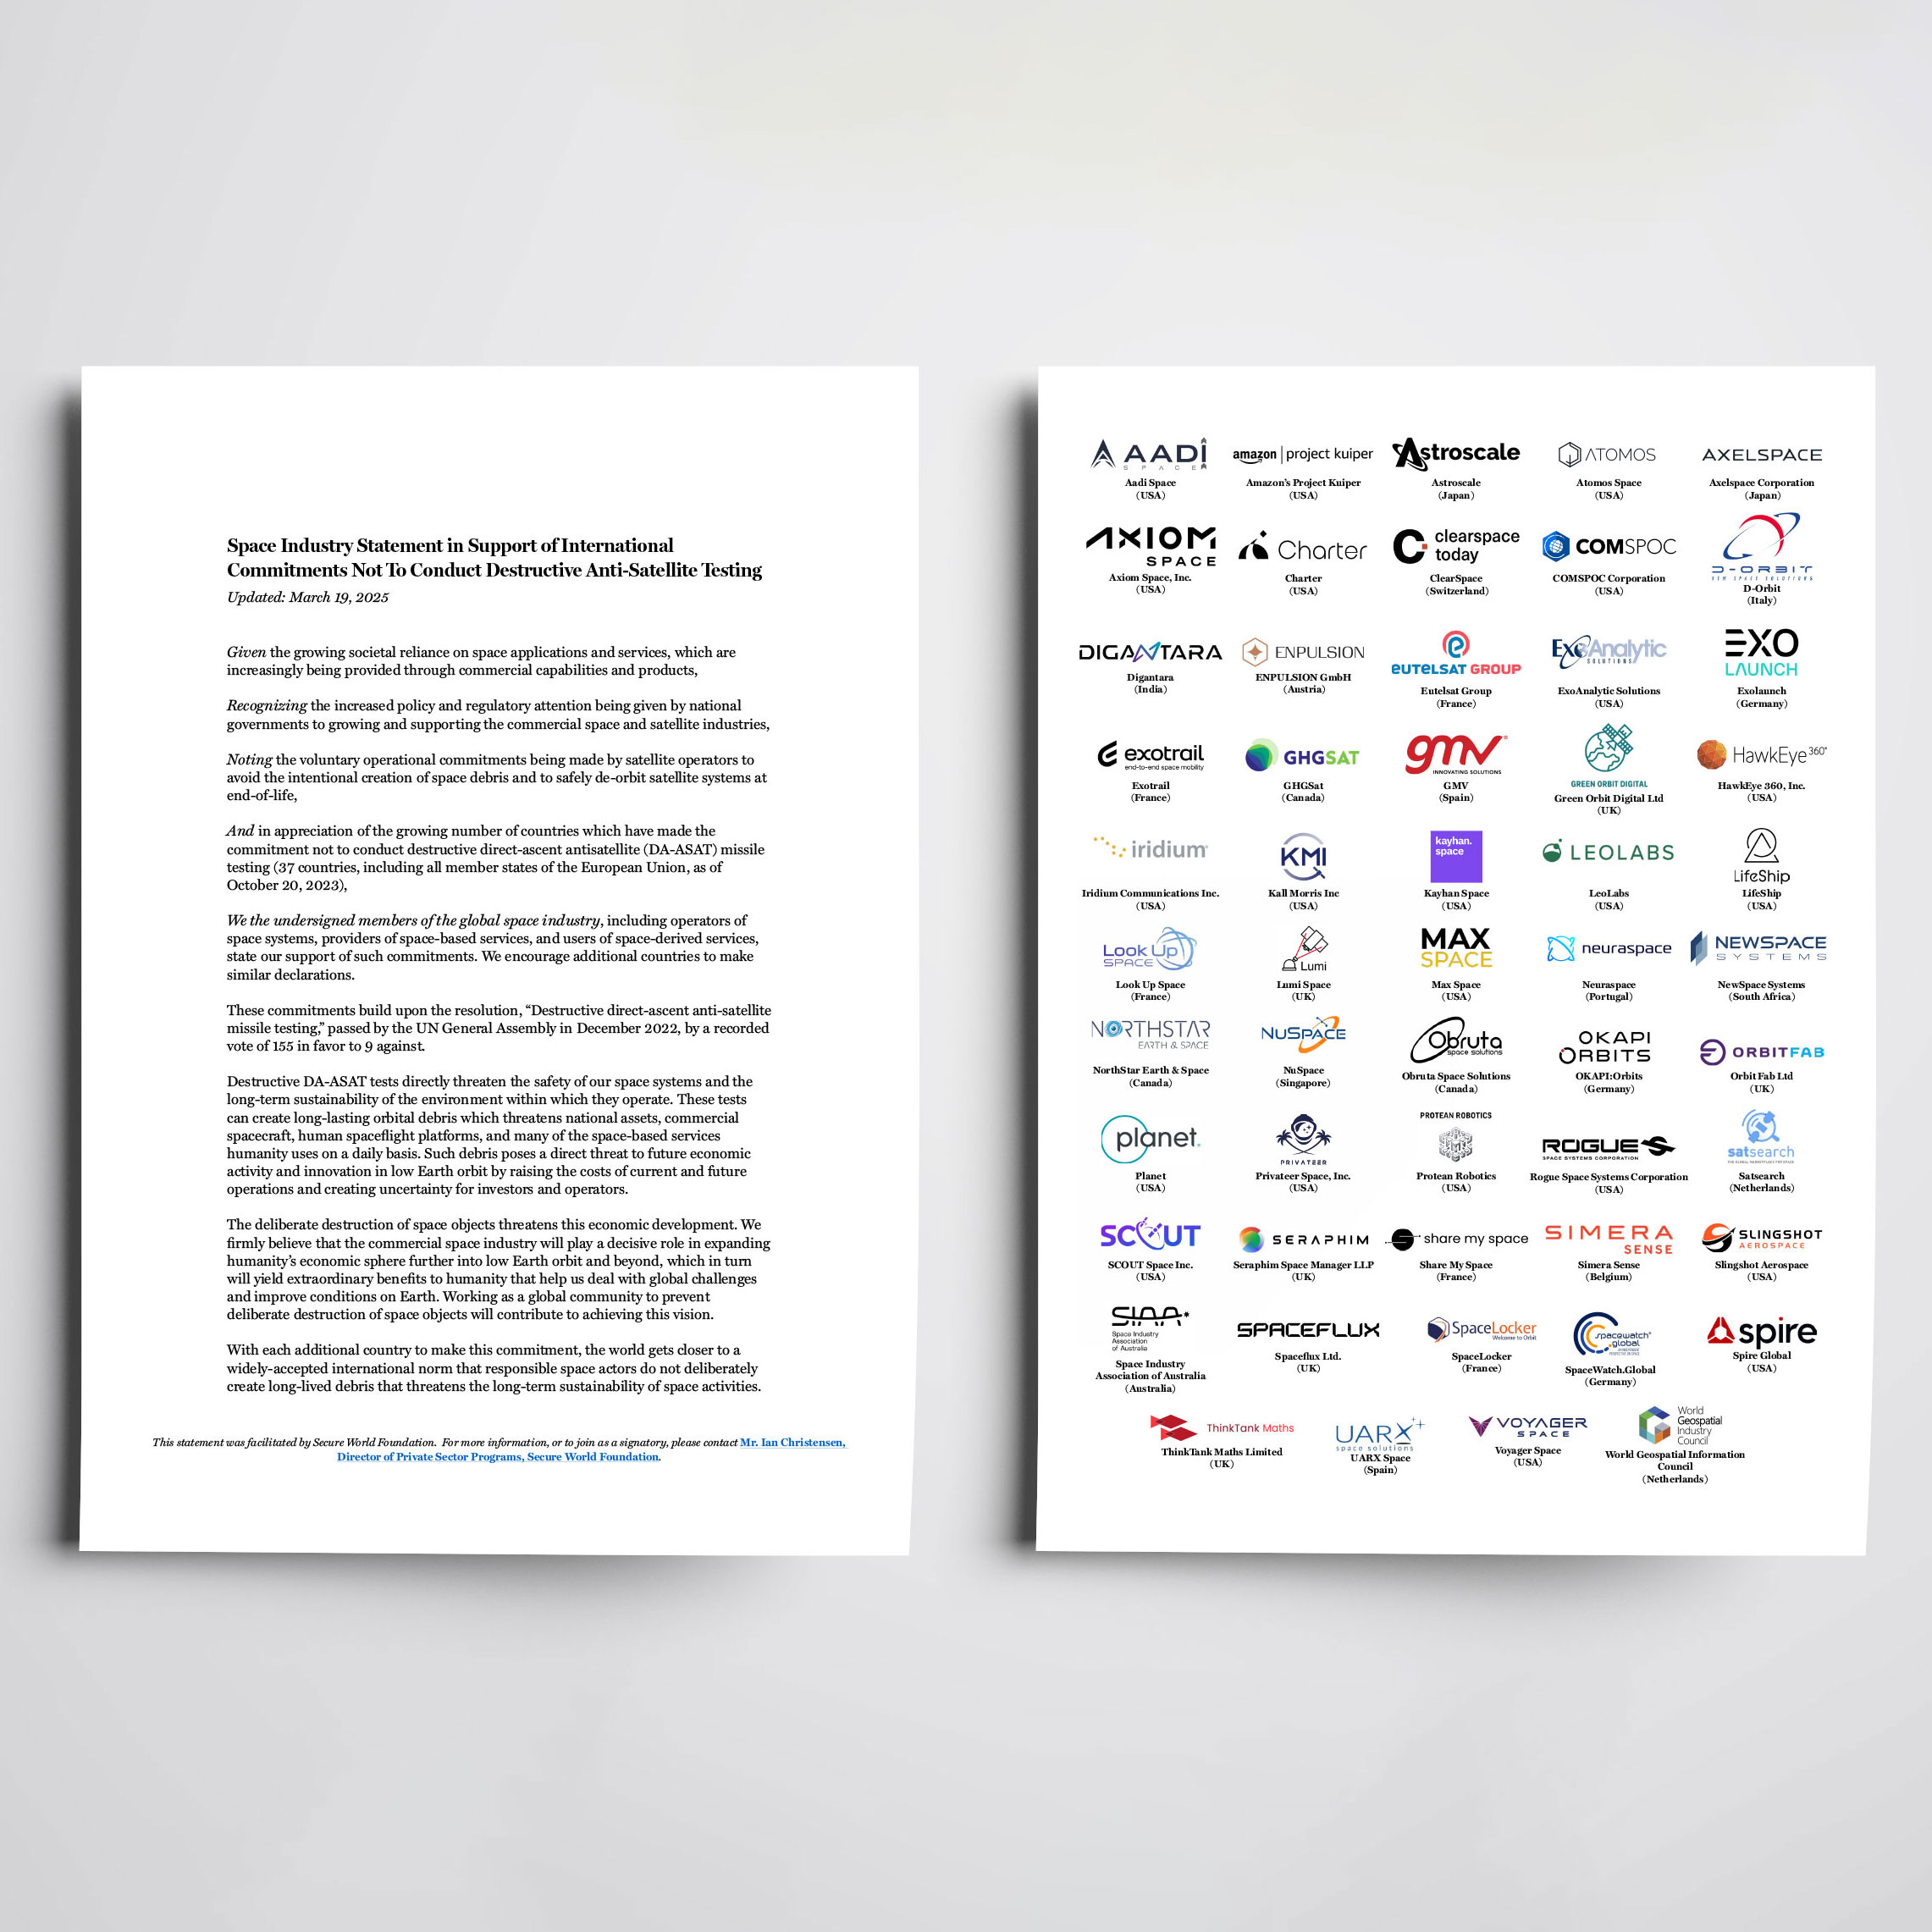 Space Industry Statement in Support of International
Commitments Not To Conduct Destructive Anti-Satellite Testing
Updated: March 19, 2025
Given the growing societal reliance on space applications and services, which are
increasingly being provided through commercial capabilities and products,
Recognizing the increased policy and regulatory attention being given by national
governments to growing and supporting the commercial space and satellite industries,
Noting the voluntary operational commitments being made by satellite operators to
avoid the intentional creation of space debris and to safely de-orbit satellite systems at
end-of-life,
And in appreciation of the growing number of countries which have made the
commitment not to conduct destructive direct-ascent antisatellite (DA-ASAT) missile
testing (37 countries, including all member states of the European Union, as of
October 20, 2023),
We the undersigned members of the global space industry, including operators of
space systems, providers of space-based services, and users of space-derived services,
state our support of such commitments. We encourage additional countries to make
similar declarations.
These commitments build upon the resolution, “Destructive direct-ascent anti-satellite
missile testing,” passed by the UN General Assembly in December 2022, by a recorded
vote of 155 in favor to 9 against.
Destructive DA-ASAT tests directly threaten the safety of our space systems and the
long-term sustainability of the environment within which they operate. These tests
can create long-lasting orbital debris which threatens national assets, commercial
spacecraft, human spaceflight platforms, and many of the space-based services
humanity uses on a daily basis. Such debris poses a direct threat to future economic
activity and innovation in low Earth orbit by raising the costs of current and future
operations and creating uncertainty for investors and operators.
The deliberate destruction of space objects threatens this economic development. We
firmly believe that the commercial space industry will play a decisive role in expanding
humanity’s economic sphere further into low Earth orbit and beyond, which in turn
will yield extraordinary benefits to humanity that help us deal with global challenges
and improve conditions on Earth. Working as a global community to prevent
deliberate destruction of space objects will contribute to achieving this vision.
With each additional country to make this commitment, the world gets closer to a
widely-accepted international norm that responsible space actors do not deliberately
create long-lived debris that threatens the long-term sustainability of space activities.
This statement was facilitated by Secure World Foundation. For more information, or to join as a signatory, please contact Mr. Ian Christensen,
Director of Private Sector Programs, Secure World Foundation.
AADI
SPACE
Aadi Space
(USA)
amazon | project kuiper
Amazon’s Project Kuiper
(USA)
Astroscale
Astroscale
(Japan)
ATOMOS
Atomos Space
(USA)
AXELSPACE
Axelspace Corporation
(Japan)
AXIOM
SPACE
Axiom Space, Inc.
(USA)
Charter
Charter
(USA)
clearspace
today
ClearSpace
(Switzerland)
COMSPOC
COMSPOC Corporation
(USA)
D-ORBIT
NEW SPACE SOLUTIONS
D-Orbit
(Italy)
DIGANTARA
Digantara
(India)
ENPULSION
ENPULSION GmbH
(Austria)
EUTELSAT GROUP
Eutelsat Group
(France)
ExoAnalytic
SOLUTIONS
ExoAnalytic Solutions
(USA)
EXO
LAUNCH
Exolaunch
(Germany)
exotrail
end-to-end space mobility
Exotrail
(France)
GHGSAT
GHGSat
(Canada)
gmv
INNOVATING SOLUTIONS
GMV
(Spain)
GREEN ORBIT DIGITAL
Green Orbit Digital Ltd
(UK)
HawkEye 360°
HawkEye 360, Inc.
(USA)
iridium
Iridium Communications Inc.
(USA)
KMI
Kall Morris Inc
(USA)
kayhan.
space
Kayhan Space
(USA)
LEOLABS
LeoLabs
(USA)
LifeShip
LifeShip
(USA)
Look Up
SPACE
Look Up Space
(France)
Lumi
Lumi Space
(UK)
MAX
SPACE
Max Space
(USA)
neuraspace
Neuraspace
(Portugal)
NEWSPACE
SYSTEMS
NewSpace Systems
(South Africa)
NORTHSTAR
EARTH & SPACE
NorthStar Earth & Space
(Canada)
NUSPACE
NuSpace
(Singapore)
Obruta
space solutions
Obruta Space Solutions
(Canada)
OKAPI
ORBITS
OKAPI:Orbits
(Germany)
ORBITFAB
Orbit Fab Ltd
(UK)
planet.
Planet
(USA)
PRIVATEER
Privateer Space, Inc.
(USA)
PROTEAN ROBOTICS
Protean Robotics
(USA)
ROGUE
SPACE SYSTEMS CORPORATION
Rogue Space Systems Corporation
(USA)
satsearch
THE GLOBAL MARKETPLACE FOR SPACE
Satsearch
(Netherlands)
SCOUT
SCOUT Space Inc.
(USA)
SERAPHIM
Seraphim Space Manager LLP
(UK)
share my space
Share My Space
(France)
SIMERA
SENSE
Simera Sense
(Belgium)
SLINGSHOT
AEROSPACE
Slingshot Aerospace
(USA)
SIAA
Space Industry
Association
of Australia
Space Industry
Association of Australia
(Australia)
SPACEFLUX
Spaceflux Ltd.
(UK)
SpaceLocker
Welcome to Orbit
SpaceLocker
(France)
spacewatch
.global
SpaceWatch.Global
(Germany)
spire
Spire Global
(USA)
ThinkTank Maths
ThinkTank Maths Limited
(UK)
UARX
space solutions
UARX Space
(Spain)
VOYAGER
SPACE
Voyager Space
(USA)
World
Geospatial
Industry
Council
World Geospatial Information
Council
(Netherlands)